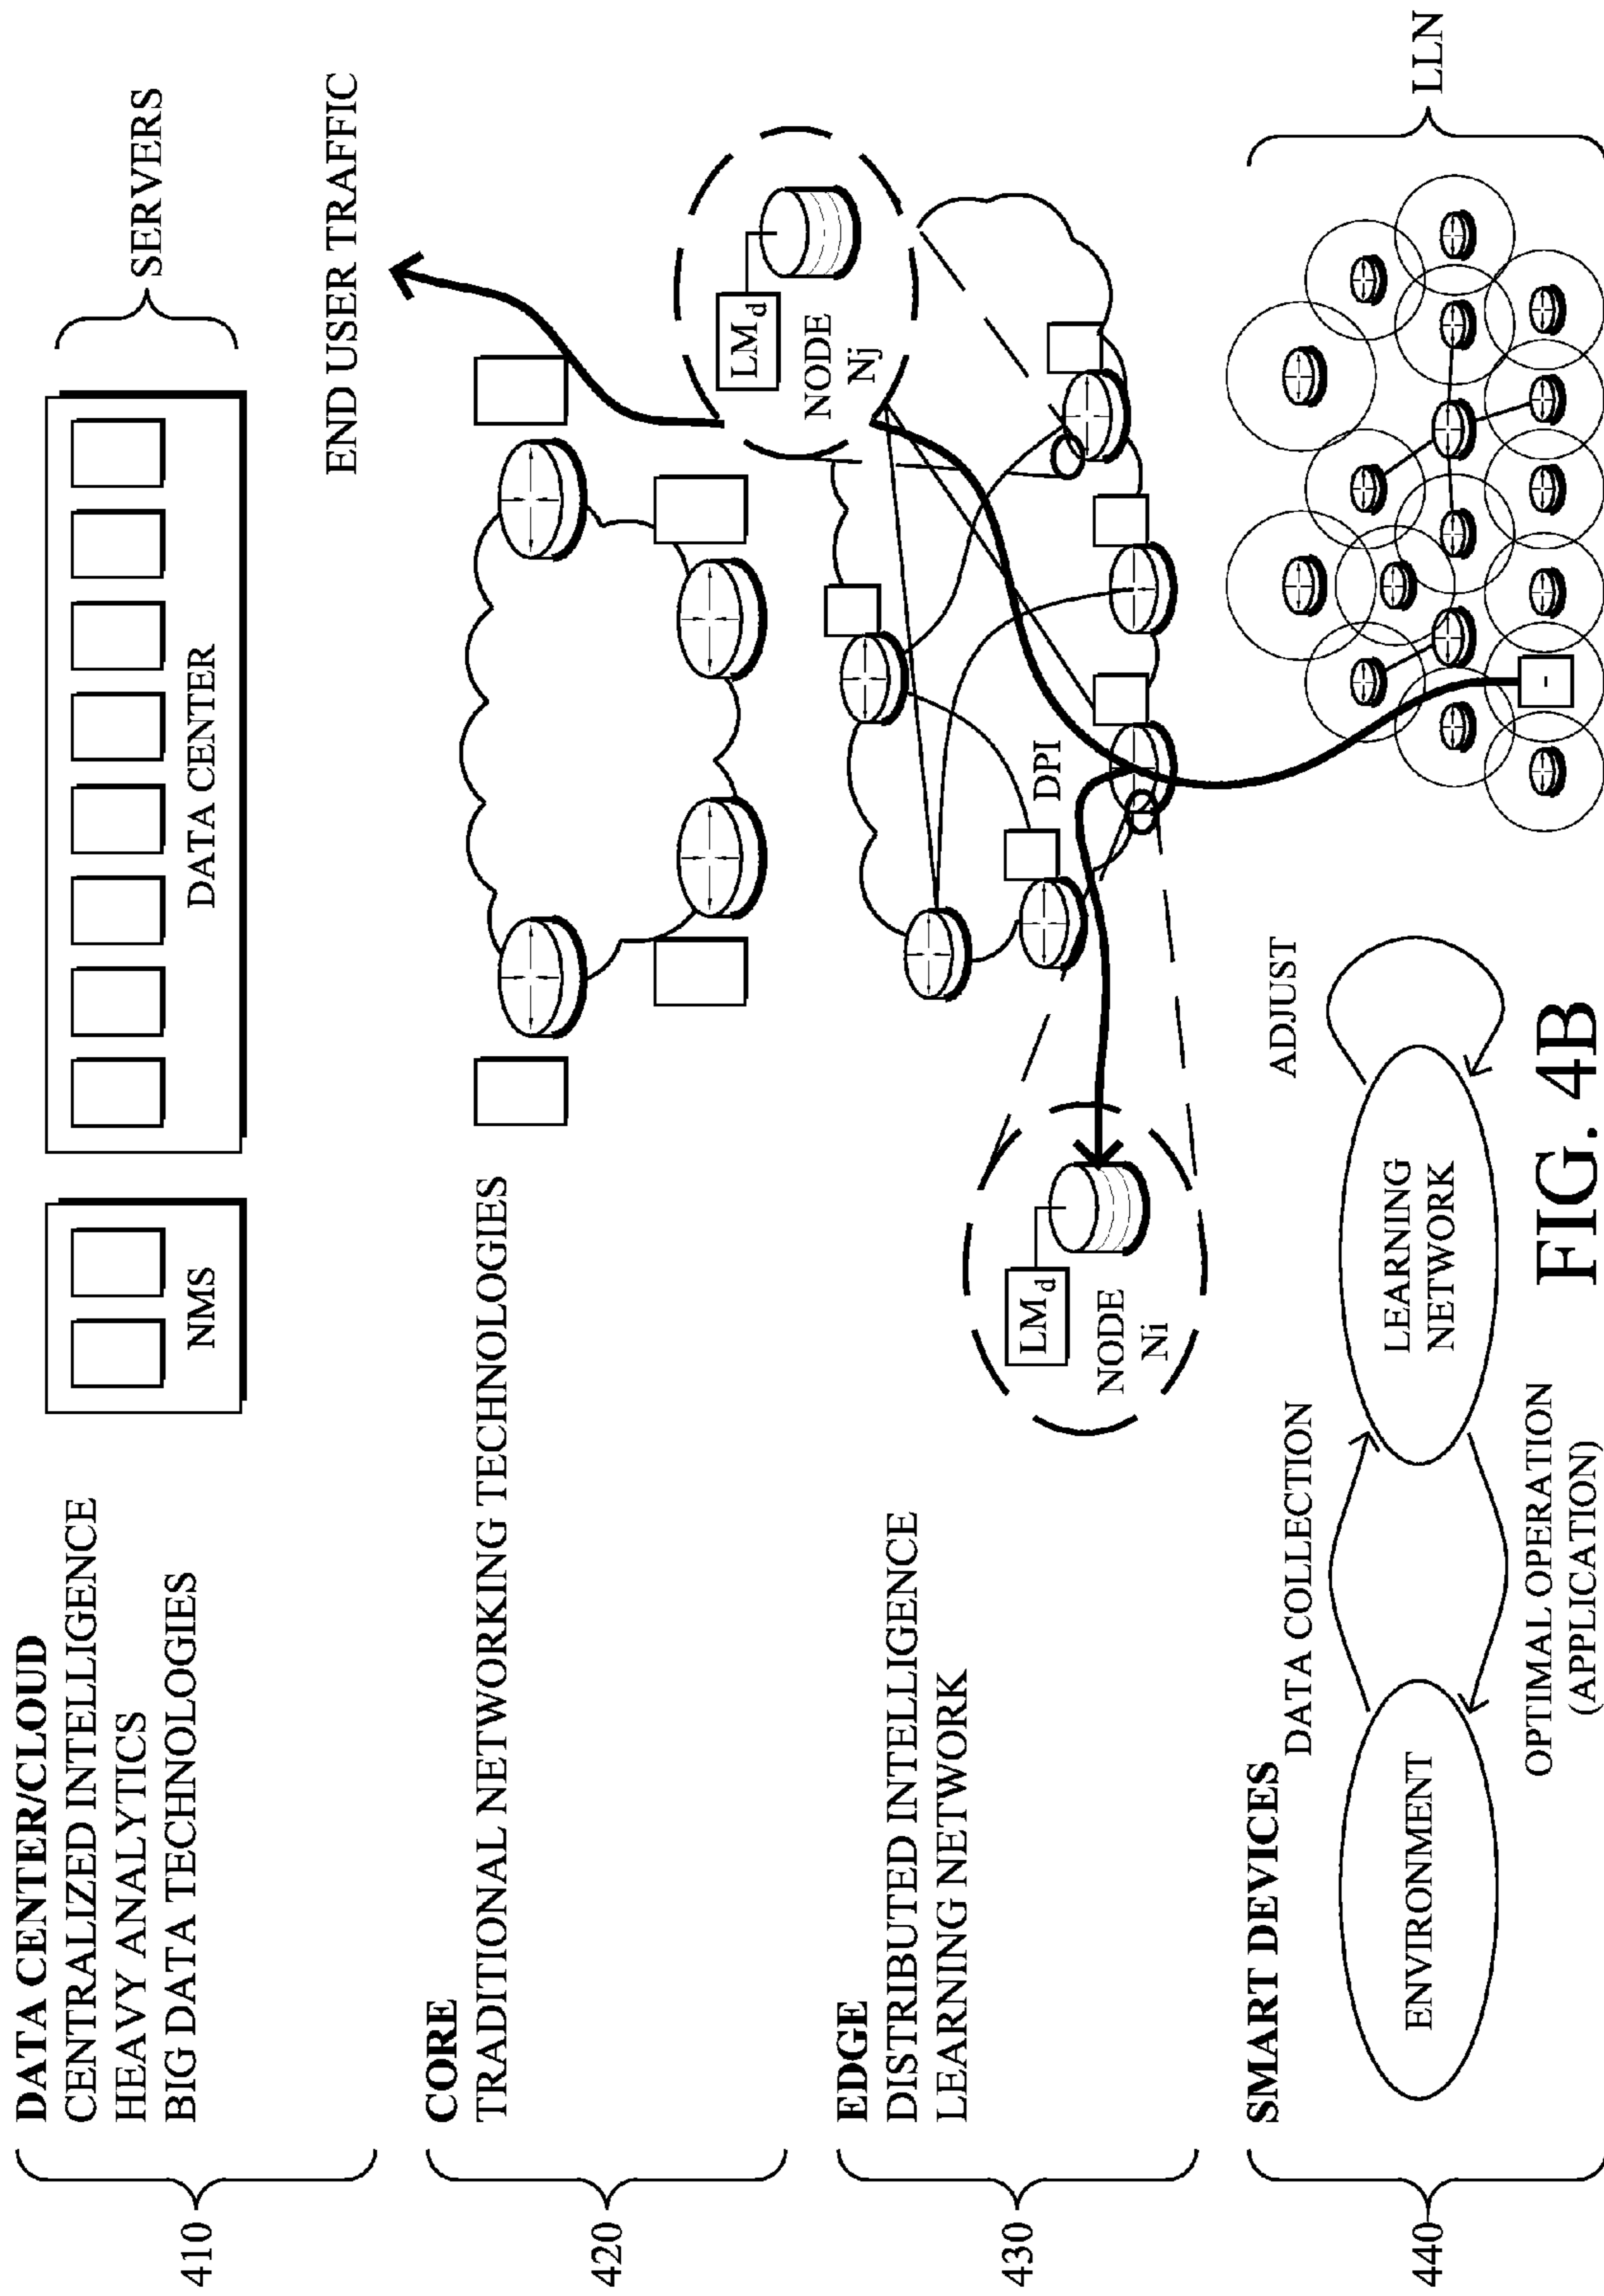 410
DATA CENTER/CLOUD
CENTRALIZED INTELLIGENCE
HEAVY ANALYTICS
BIG DATA TECHNOLOGIES
NMS
DATA CENTER
SERVERS
END USER TRAFFIC
420
CORE
TRADITIONAL NETWORKING TECHNOLOGIES
430
EDGE
DISTRIBUTED INTELLIGENCE
LEARNING NETWORK
LMd
NODE
Ni
DPI
LMd
NODE
Nj
440
SMART DEVICES
DATA COLLECTION
ENVIRONMENT
LEARNING
NETWORK
ADJUST
OPTIMAL OPERATION
(APPLICATION)
LLN
FIG. 4B